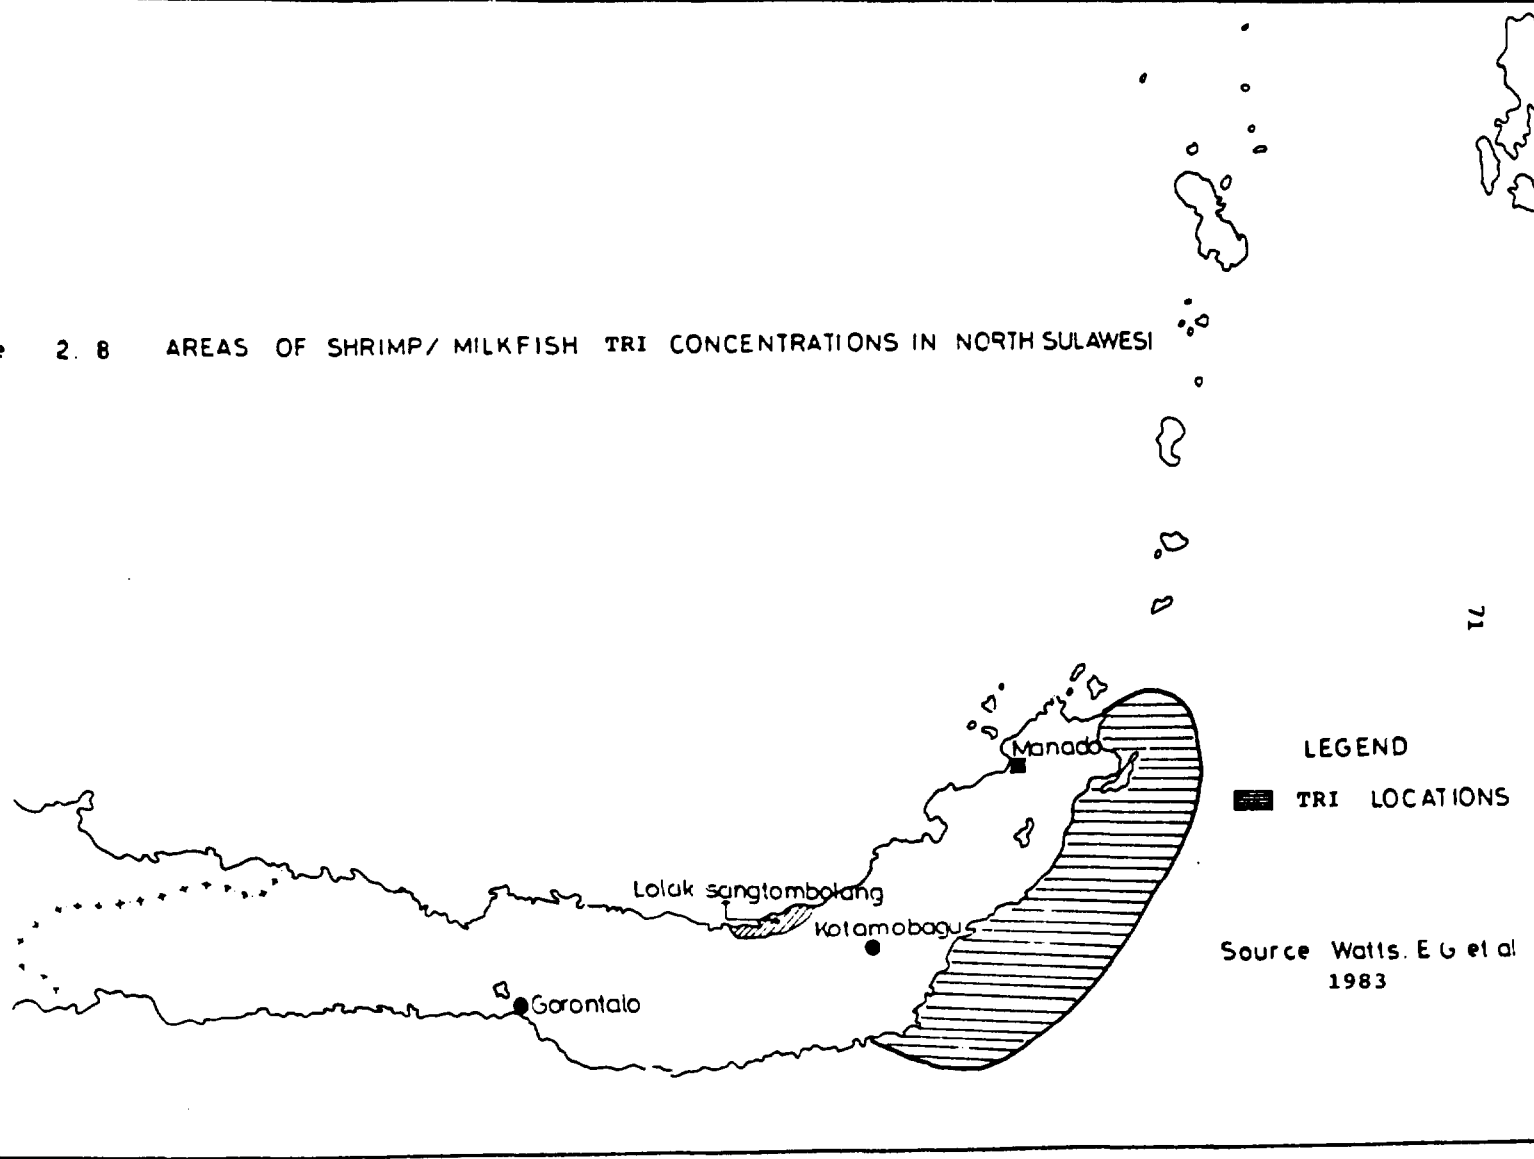 2. 8 AREAS OF SHRIMP/ MILKFISH TRI CONCENTRATIONS IN NORTH SULAWESI
71
Manado
LEGEND
TRI LOCATIONS
Lolak sangtombolang
Kotamobagu
Source Watts. E G et al
1983
Gorontalo